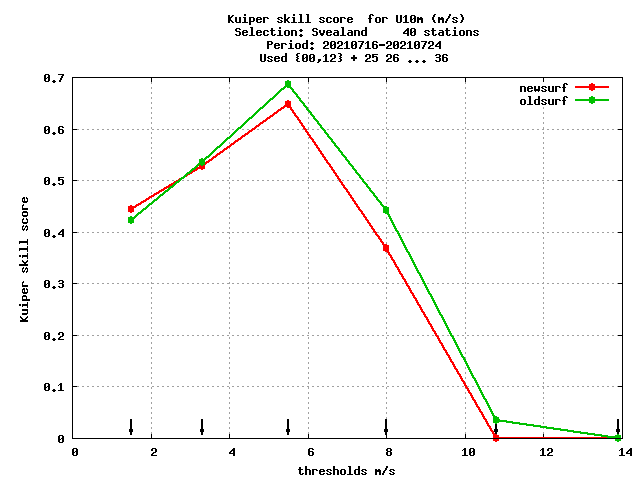 Kuiper skill score  for U10m (m/s)
Selection: Svealand     40 stations
Period: 20210716-20210724
Used {00,12} + 25 26 ... 36
newsurf
oldsurf
0.7
0.6
0.5
0.4
0.3
0.2
0.1
0
Kuiper skill score
0 2 4 6 8 10 12 14
thresholds m/s